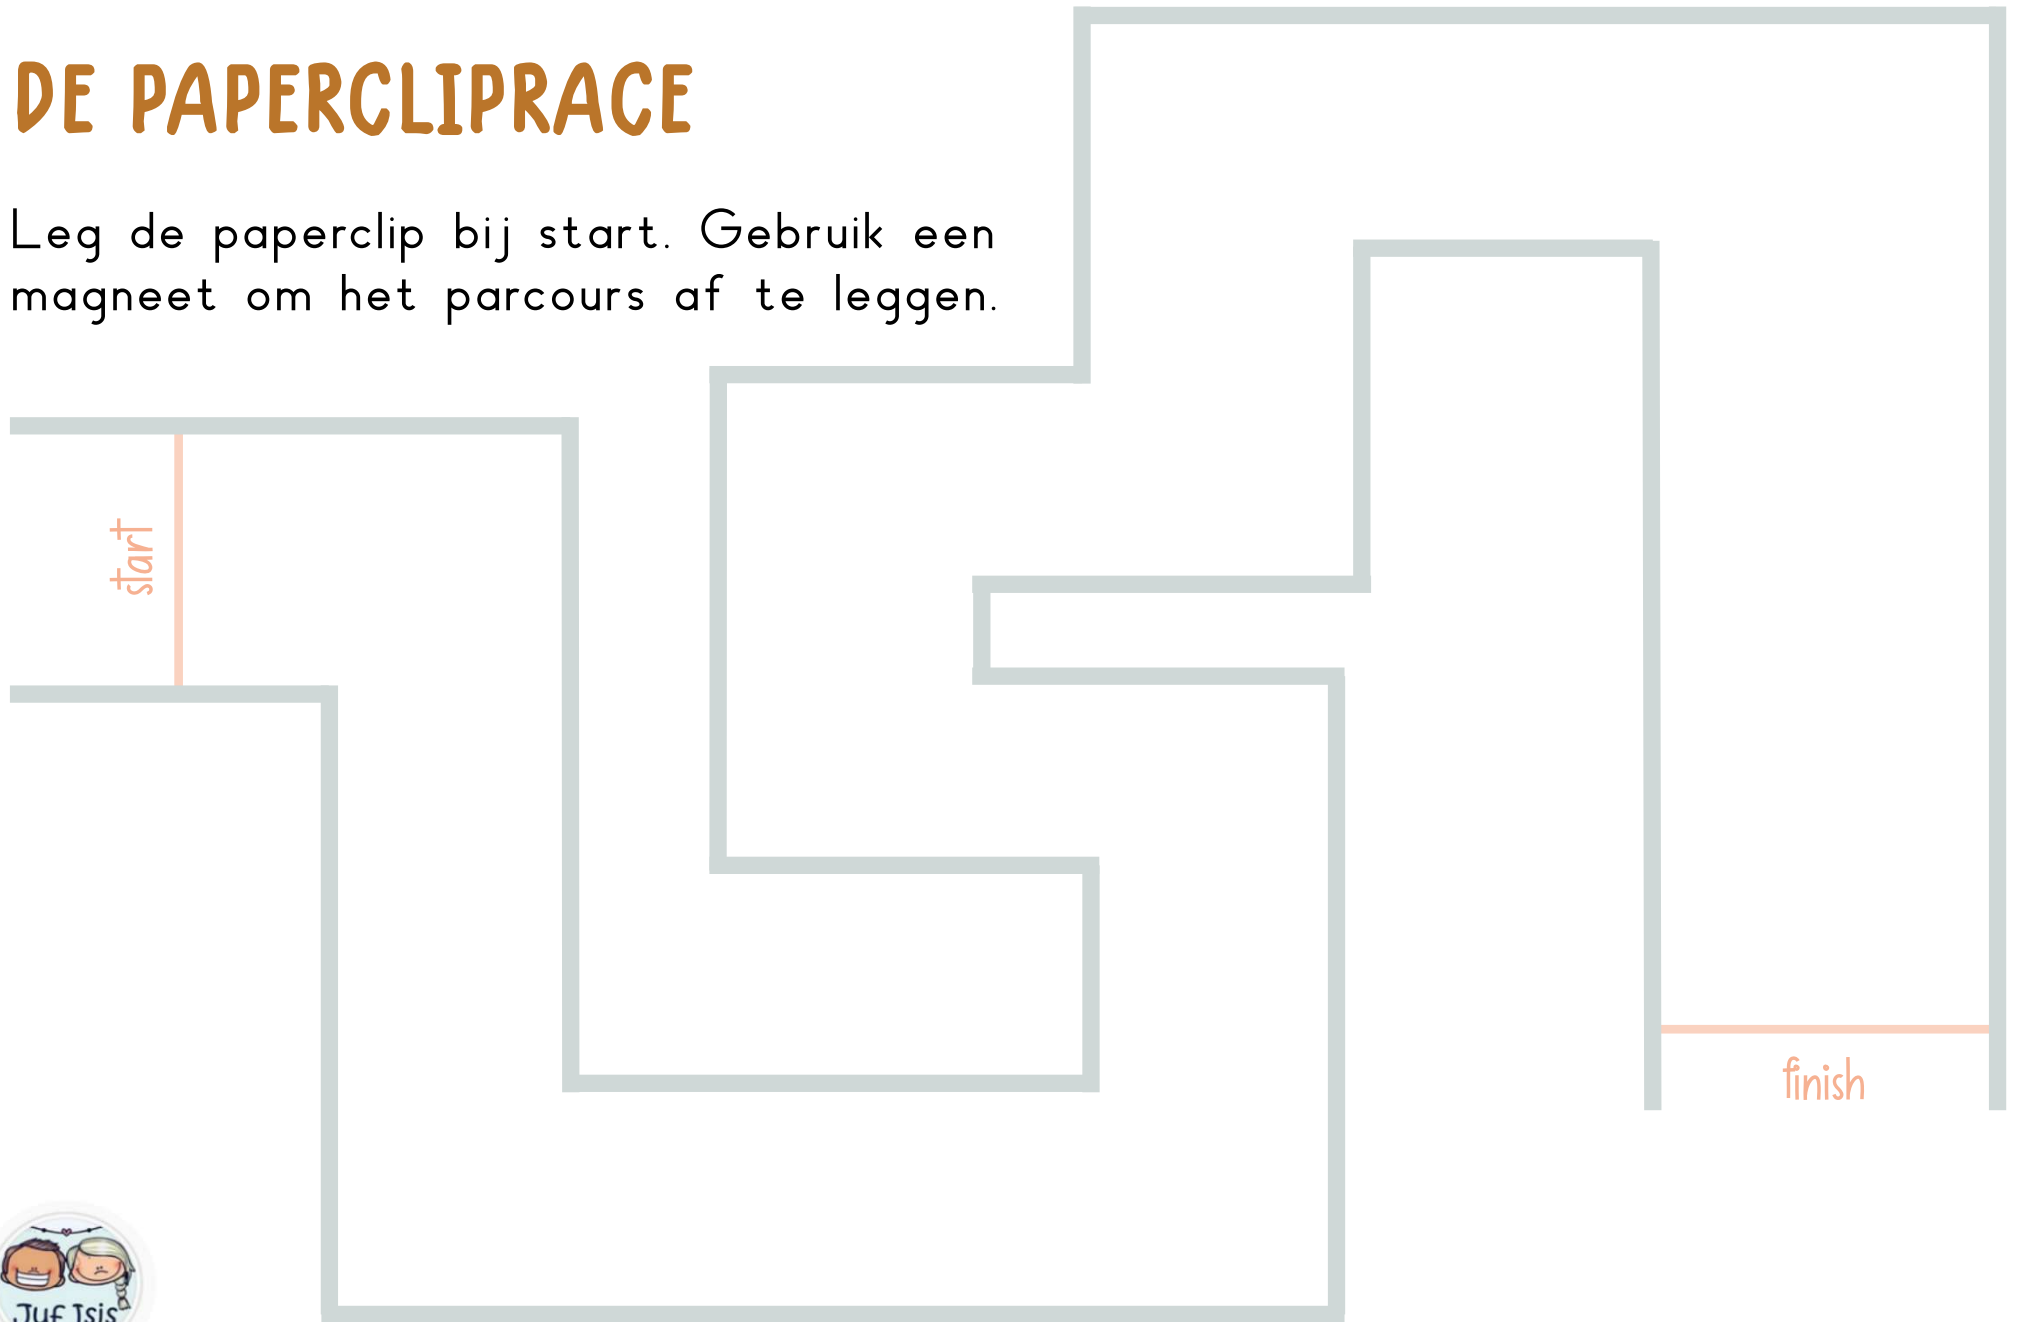 DE PAPERCLIPRACE
Leg de paperclip bij start. Gebruik een
magneet om het parcours af te leggen.
start
finish
Juf Isis